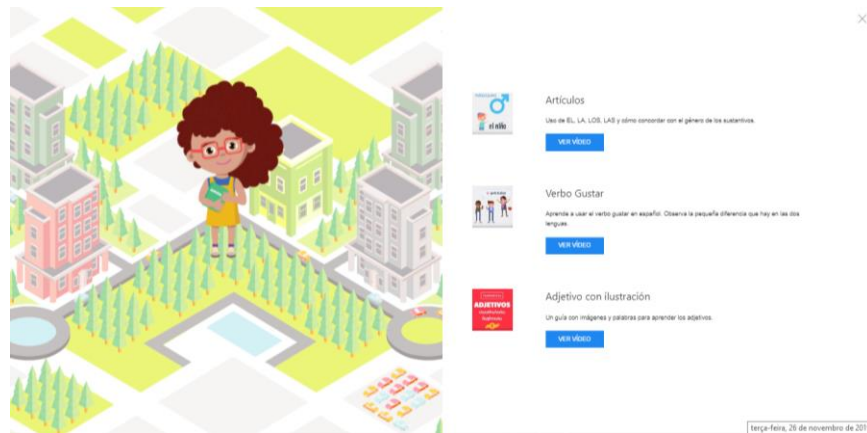 Artículos
Uso de EL, LA, LOS, LAS y cómo concordar con el género de los sustantivos.
el niño
VER VÍDEO
Verbo Gustar
Aprende a usar el verbo gustar en español. Observa la pequeña diferencia que hay en las dos
lenguas.
VER VÍDEO
Adjetivo con ilustración
ADJETIVOS
Un guía con imágenes y palabras para aprender los adjetivos.
VER VÍDEO
terça-feira, 26 de novembro de 20